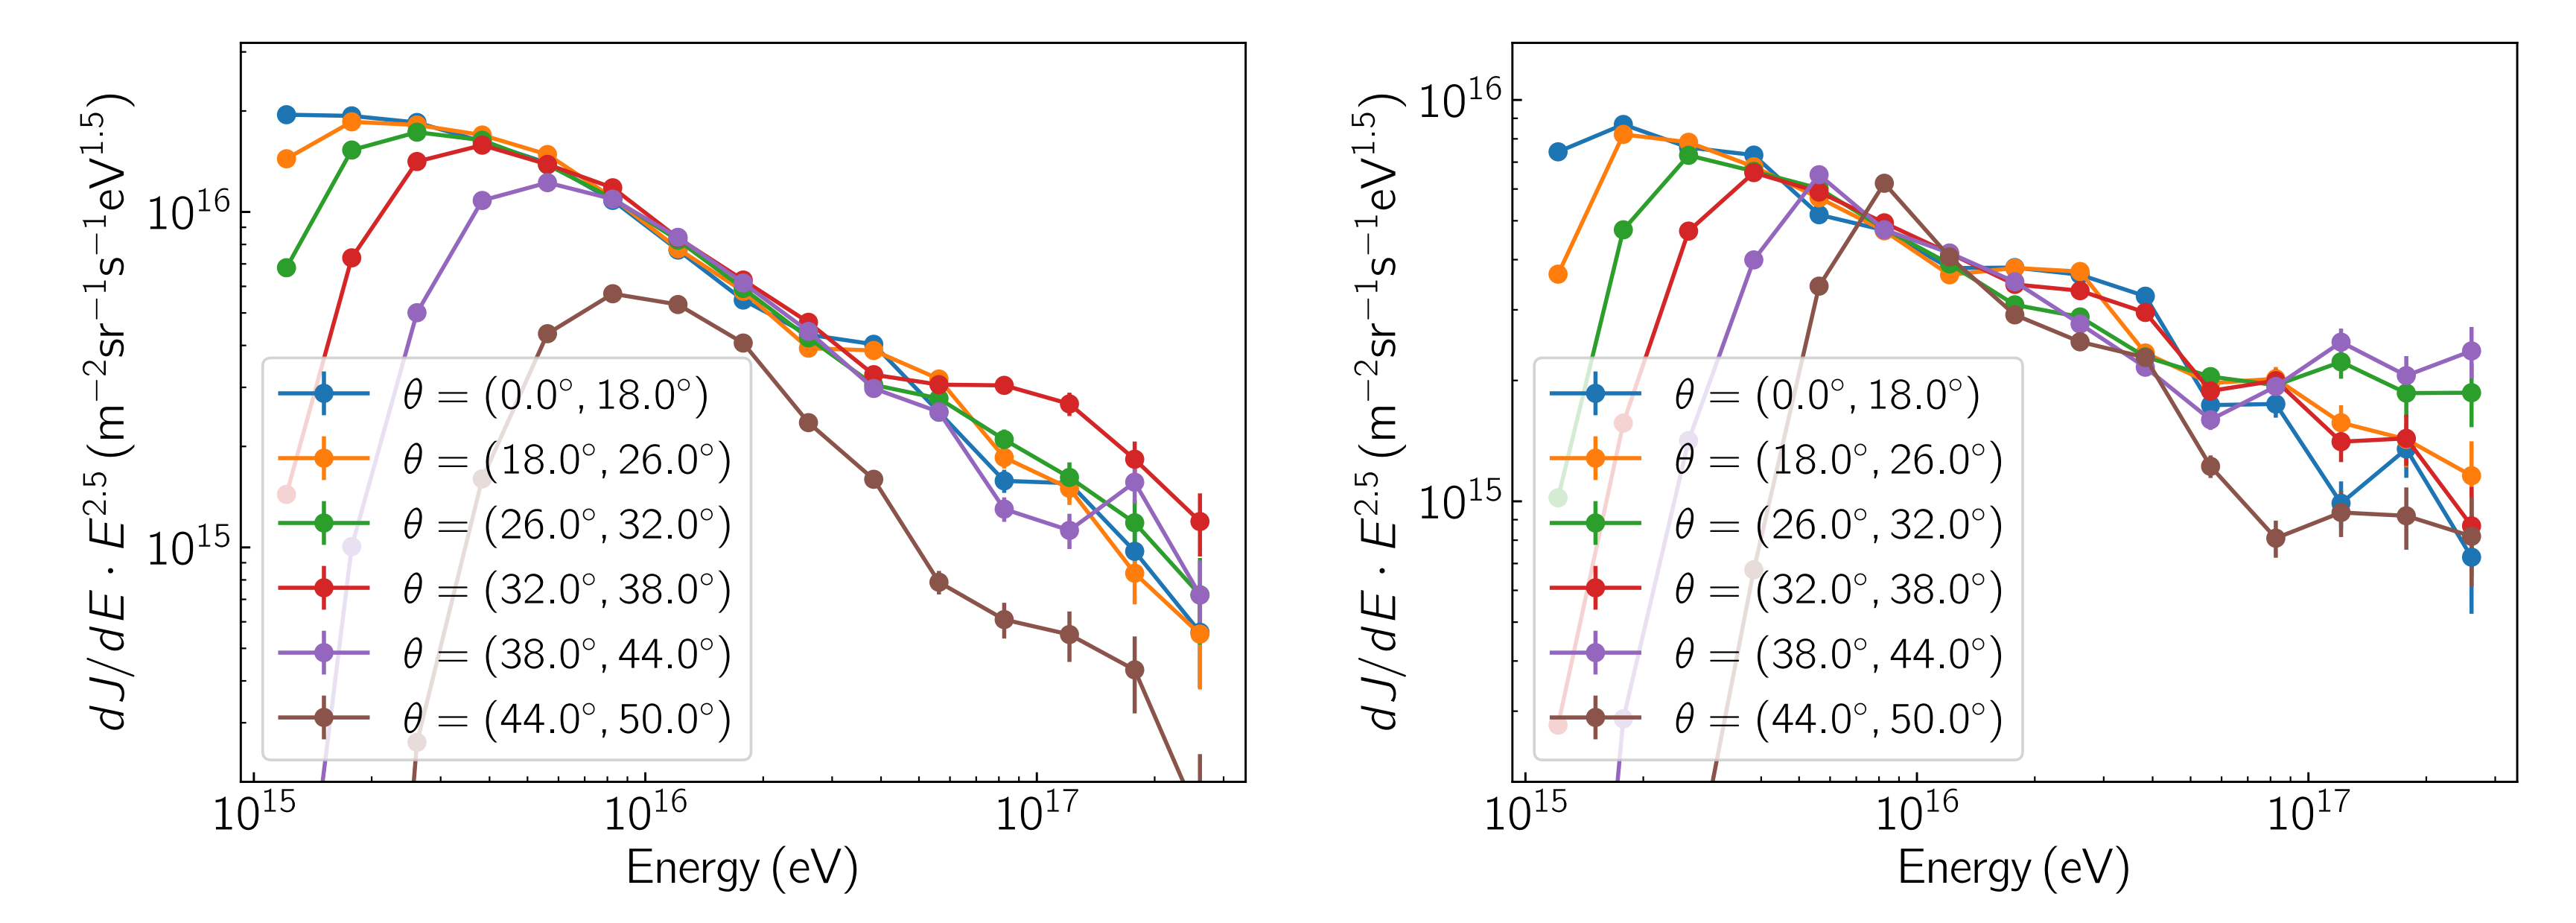 dJ/dE · E^2.5 (m^−2sr^−1s^−1eV^1.5)
10^16
10^15
θ = (0.0°, 18.0°)
θ = (18.0°, 26.0°)
θ = (26.0°, 32.0°)
θ = (32.0°, 38.0°)
θ = (38.0°, 44.0°)
θ = (44.0°, 50.0°)
10^15 10^16 10^17
Energy (eV)
dJ/dE · E^2.5 (m^−2sr^−1s^−1eV^1.5)
10^16
10^15
θ = (0.0°, 18.0°)
θ = (18.0°, 26.0°)
θ = (26.0°, 32.0°)
θ = (32.0°, 38.0°)
θ = (38.0°, 44.0°)
θ = (44.0°, 50.0°)
10^15 10^16 10^17
Energy (eV)